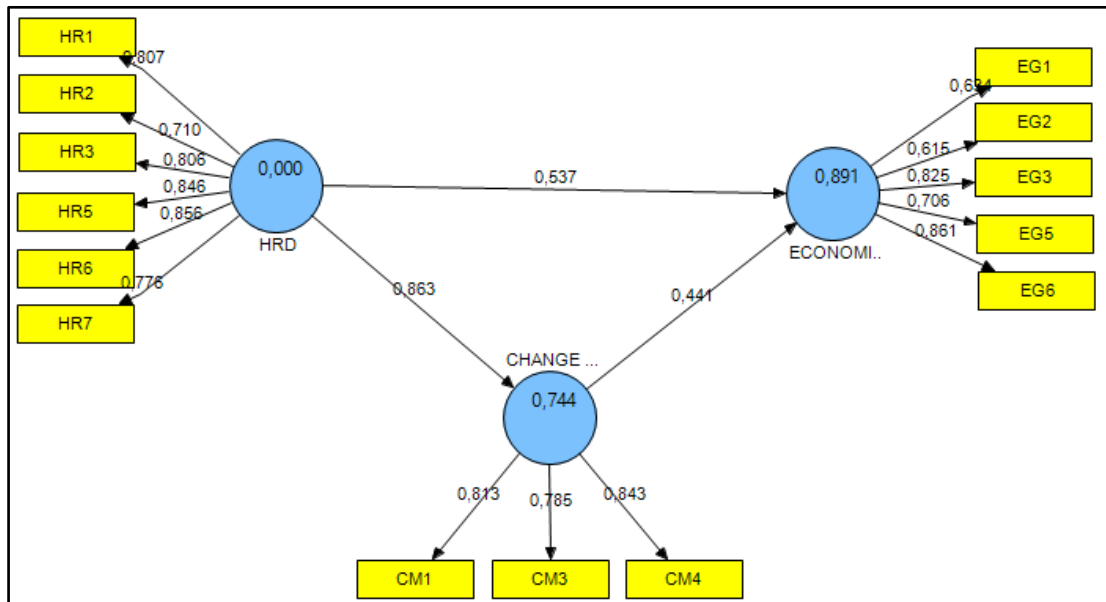 HR1
0,807
HR2
0,710
HR3
0,806
HR5
0,846
HR6
0,856
HR7
0,776
0,000
HRD
0,537
0,863
0,441
0,891
ECONOMI..
EG1
EG2
0,615
EG3
0,825
EG5
0,706
EG6
0,861
CHANGE ...
0,744
0,813
0,785
0,843
CM1
CM3
CM4